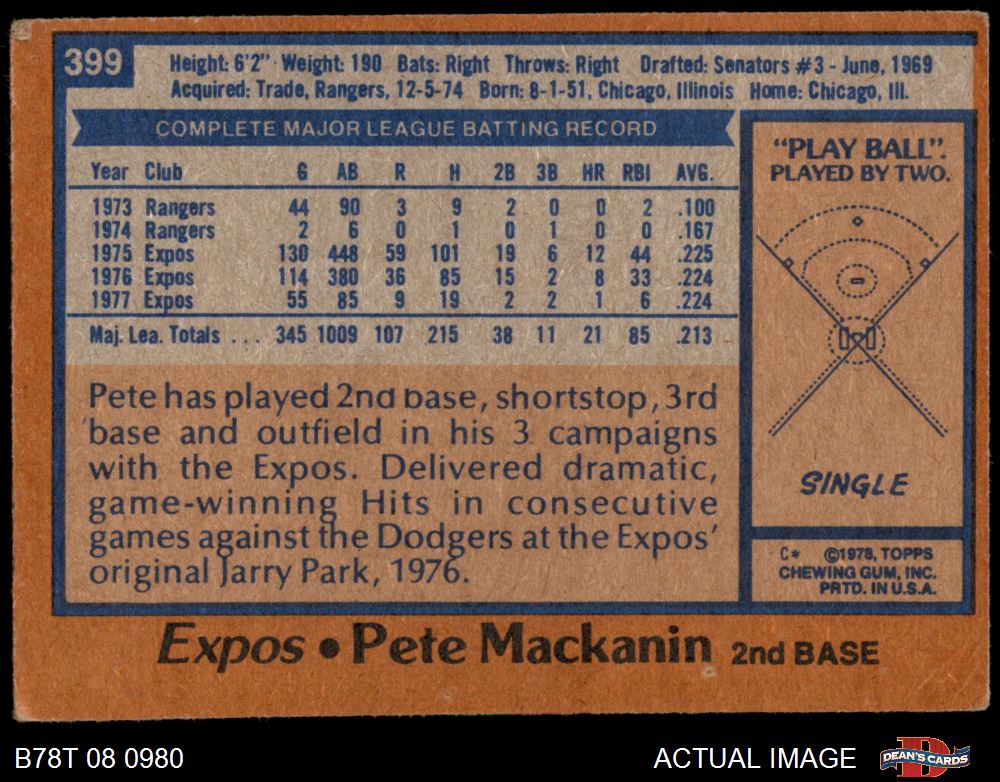 399
Height: 6'2" Weight: 190 Bats: Right Throws: Right Drafted: Senators #3 - June, 1969
Acquired: Trade, Rangers, 12-5-74 Born: 8-1-51, Chicago, Illinois Home: Chicago, Ill.
COMPLETE MAJOR LEAGUE BATTING RECORD
Year Club G AB R H 2B 3B HR RBI AVG.
1973 Rangers 44 90 3 9 2 0 0 2 .100
1974 Rangers 2 6 0 1 0 1 0 0 .167
1975 Expos 130 448 59 101 19 6 12 44 .225
1976 Expos 114 380 36 85 15 2 8 33 .224
1977 Expos 55 85 9 19 2 2 1 6 .224
Maj. Lea. Totals ... 345 1009 107 215 38 11 21 85 .213
Pete has played 2nd base, shortstop, 3rd
base and outfield in his 3 campaigns
with the Expos. Delivered dramatic,
game-winning Hits in consecutive
games against the Dodgers at the Expos'
original Jarry Park, 1976.
"PLAY BALL".
PLAYED BY TWO.
SINGLE
C* ©1978, TOPPS
CHEWING GUM, INC.
PRTD. IN U.S.A.
Expos • Pete Mackanin 2nd BASE
B78T 08 0980
ACTUAL IMAGE
DEAN'S CARDS